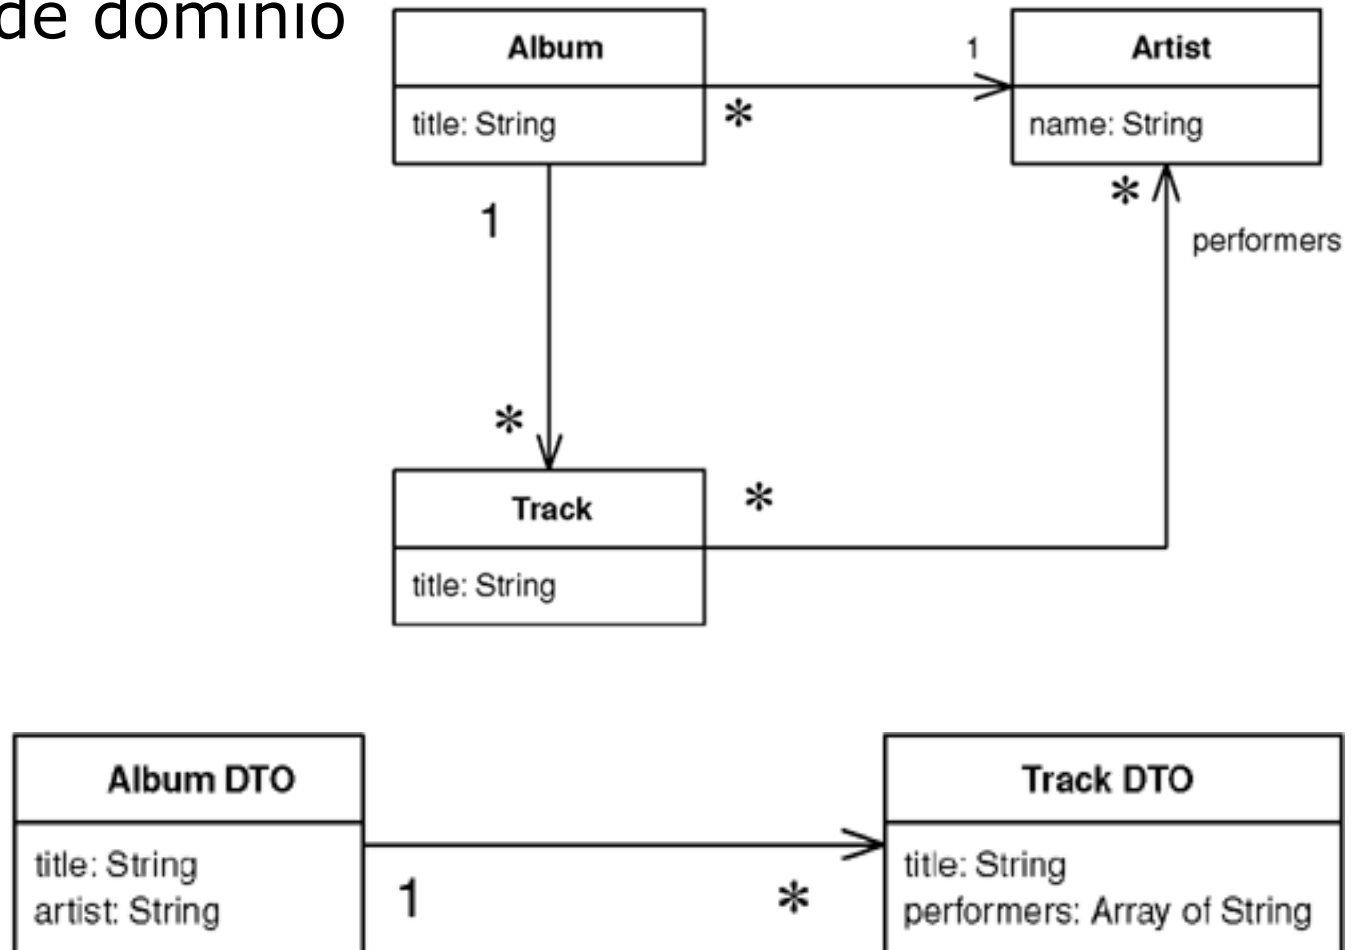 de dominio
Album
title: String
*
1
Artist
name: String
*
performers
1
*
Track
title: String
*
Album DTO
title: String
artist: String
1
*
Track DTO
title: String
performers: Array of String